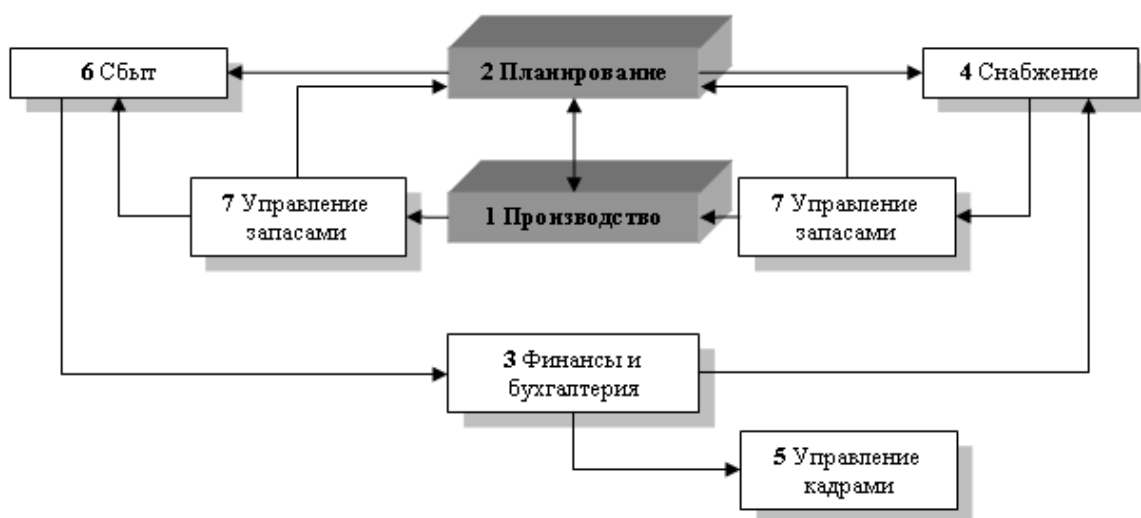 6 Сбыт
2 Планирование
4 Снабжение
7 Управление
запасами
1 Производство
7 Управление
запасами
3 Финансы и
бухгалтерия
5 Управление
кадрами